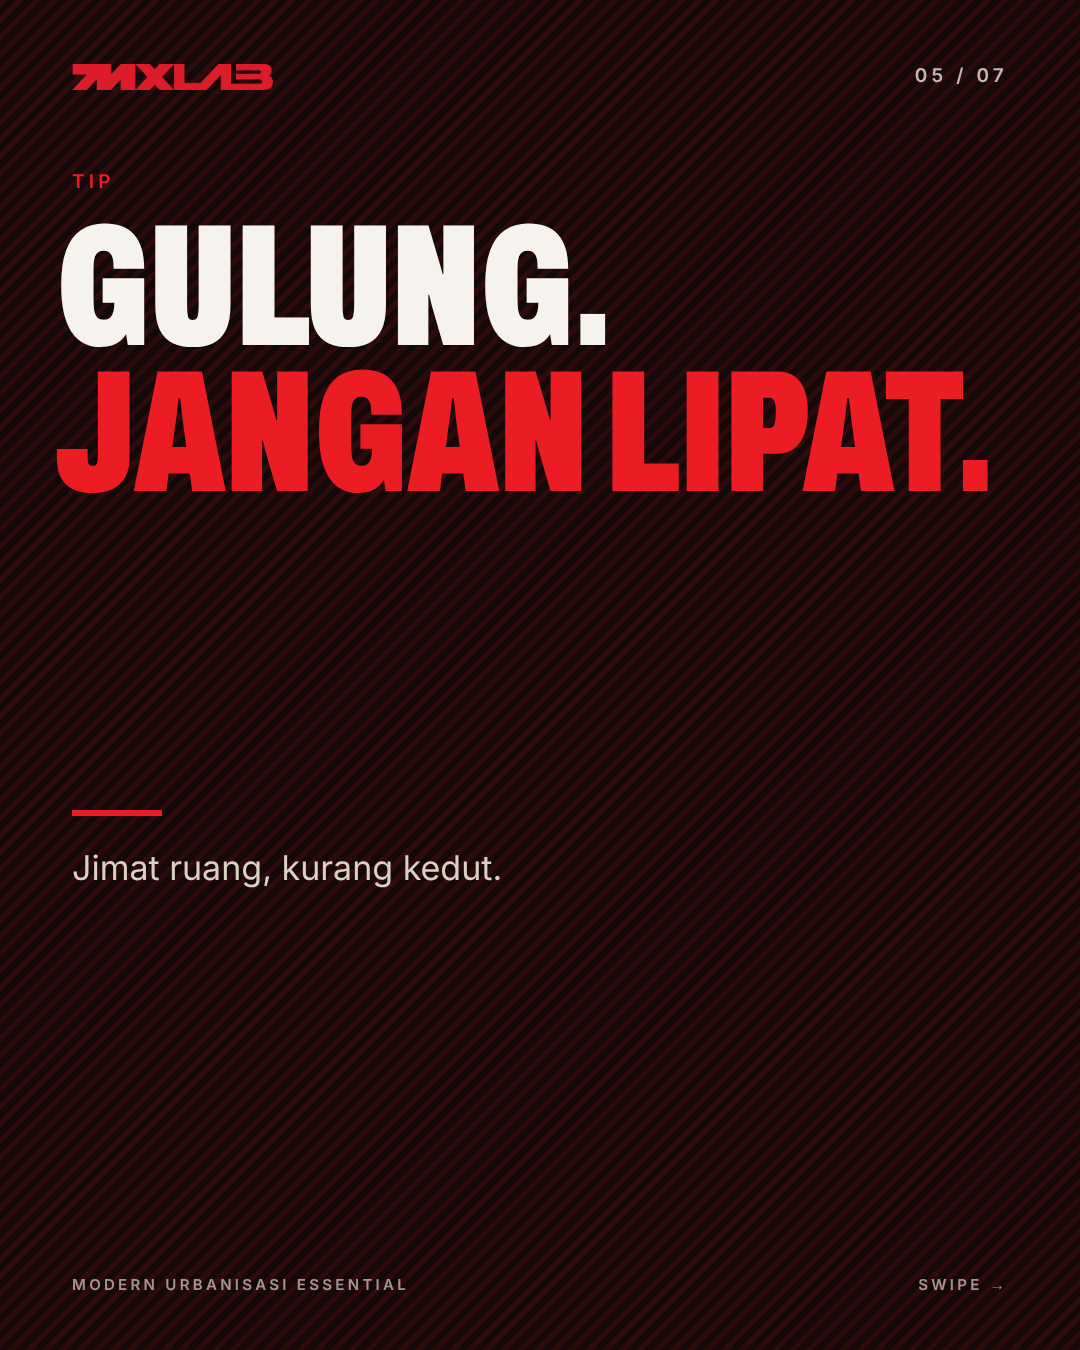 MXLAB
05 / 07
TIP
GULUNG.
JANGAN LIPAT.
Jimat ruang, kurang kedut.
MODERN URBANISASI ESSENTIAL
SWIPE →